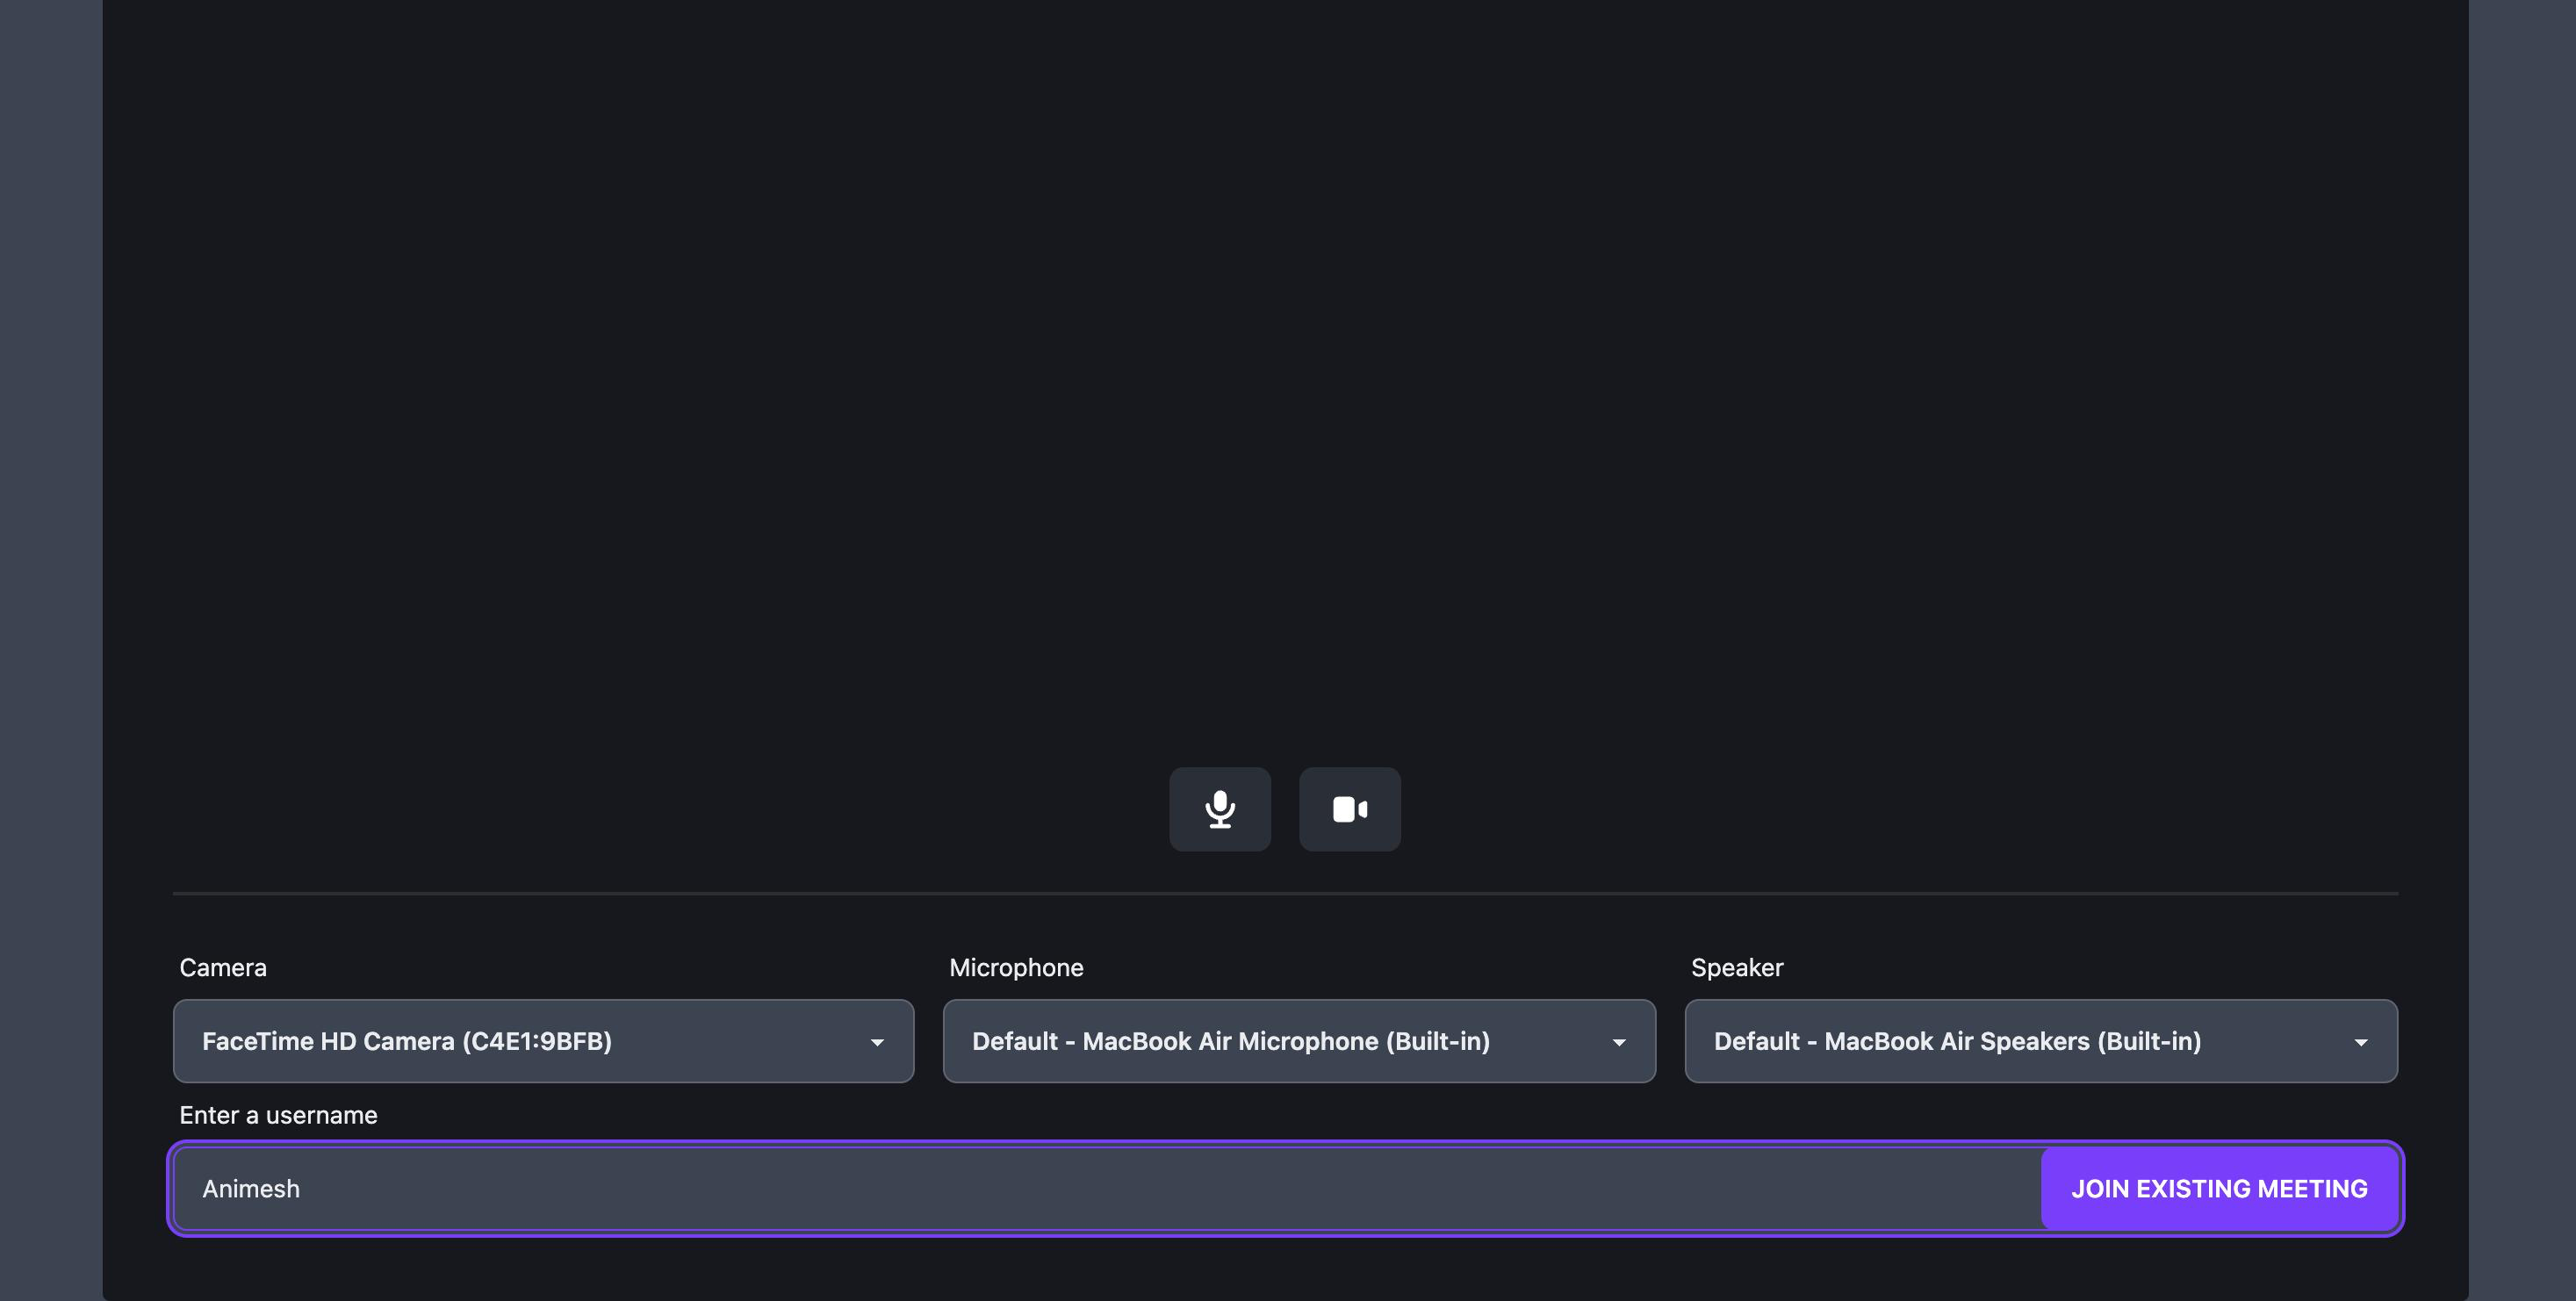 Camera
Microphone
Speaker
FaceTime HD Camera (C4E1:9BFB)
Default - MacBook Air Microphone (Built-in)
Default - MacBook Air Speakers (Built-in)
Enter a username
Animesh
JOIN EXISTING MEETING